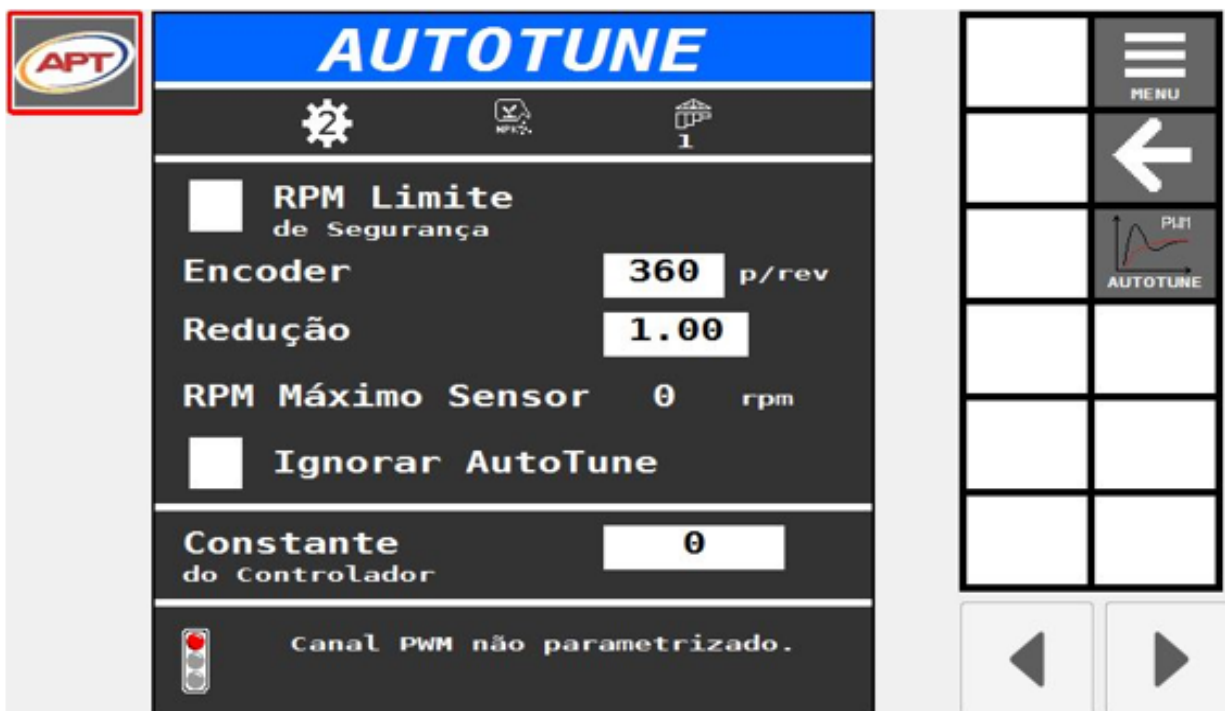 APT
AUTOTUNE
MENU
2
NPK
1
RPM Limite
de Segurança
Encoder 360 p/rev
PWM
AUTOTUNE
Redução 1.00
RPM Máximo Sensor 0 rpm
Ignorar AutoTune
Constante 0
do Controlador
Canal PWM não parametrizado.